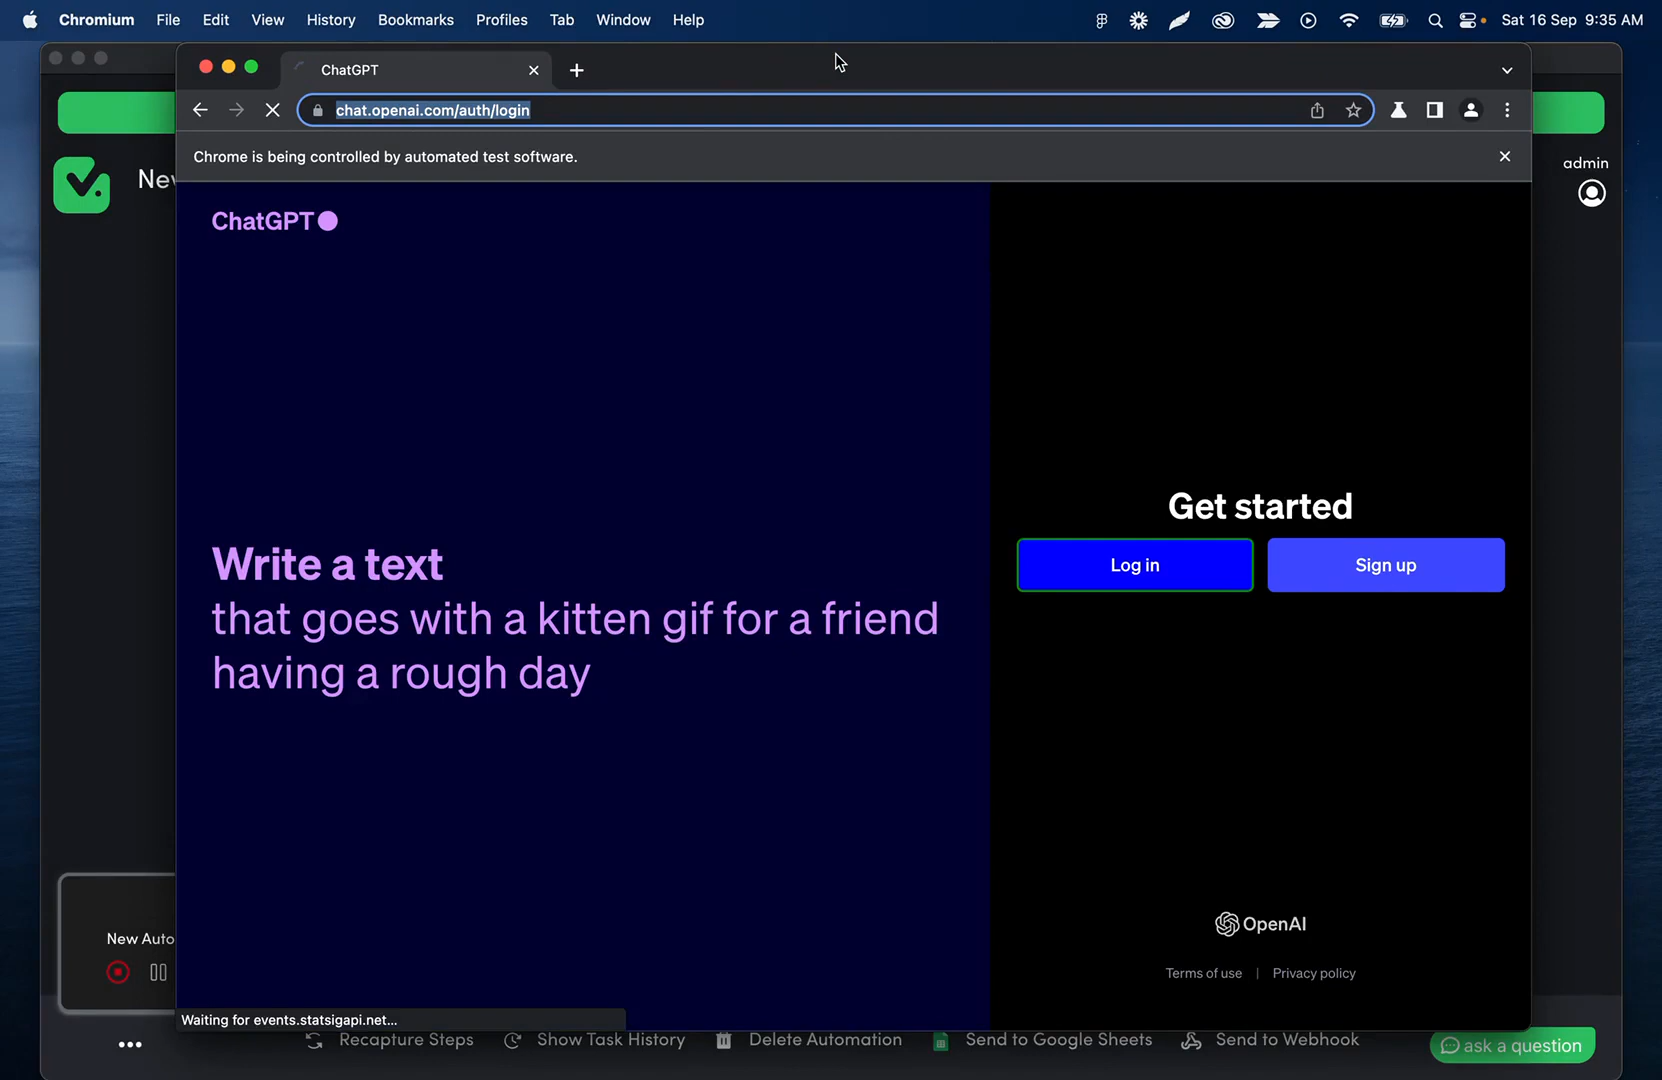 Chromium File Edit View History Bookmarks Profiles Tab Window Help Sat 16 Sep 9:35 AM
ChatGPT
chat.openai.com/auth/login
Chrome is being controlled by automated test software.
admin
ChatGPT
Get started
Log in Sign up
Write a text
that goes with a kitten gif for a friend
having a rough day
OpenAI
New Auto
Terms of use | Privacy policy
Waiting for events.statsigapi.net...
Recapture Steps Show Task History Delete Automation Send to Google Sheets Send to Webhook ask a question